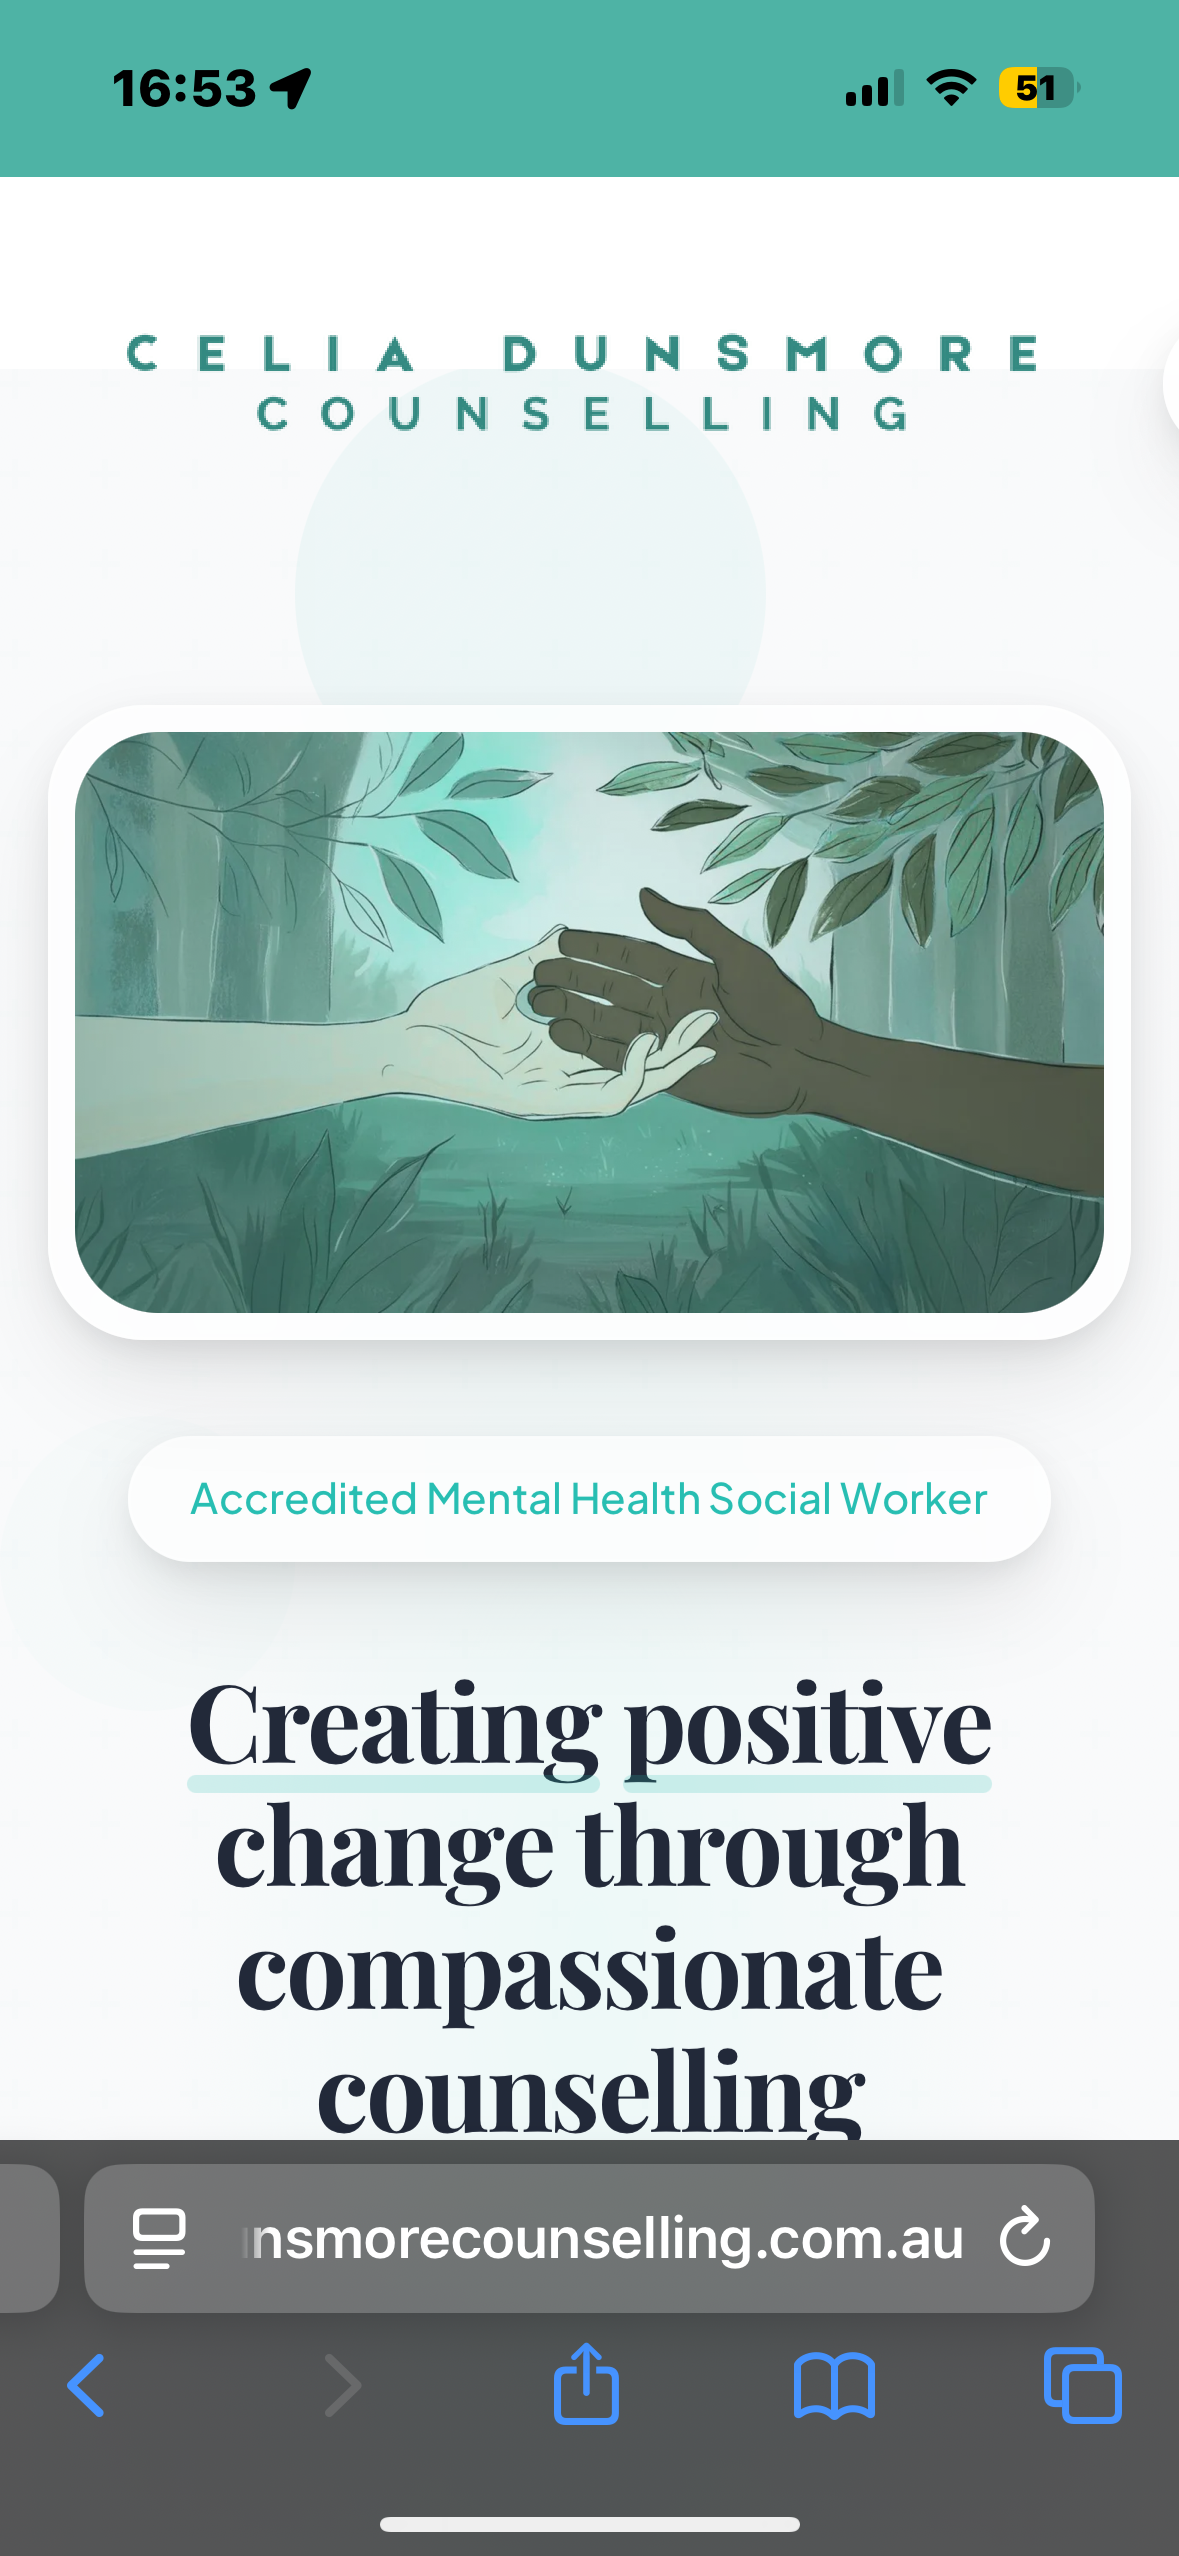 16:53
51
CELIA DUNSMORE
COUNSELLING
Accredited Mental Health Social Worker
Creating positive
change through
compassionate
counselling
nsmorecounselling.com.au